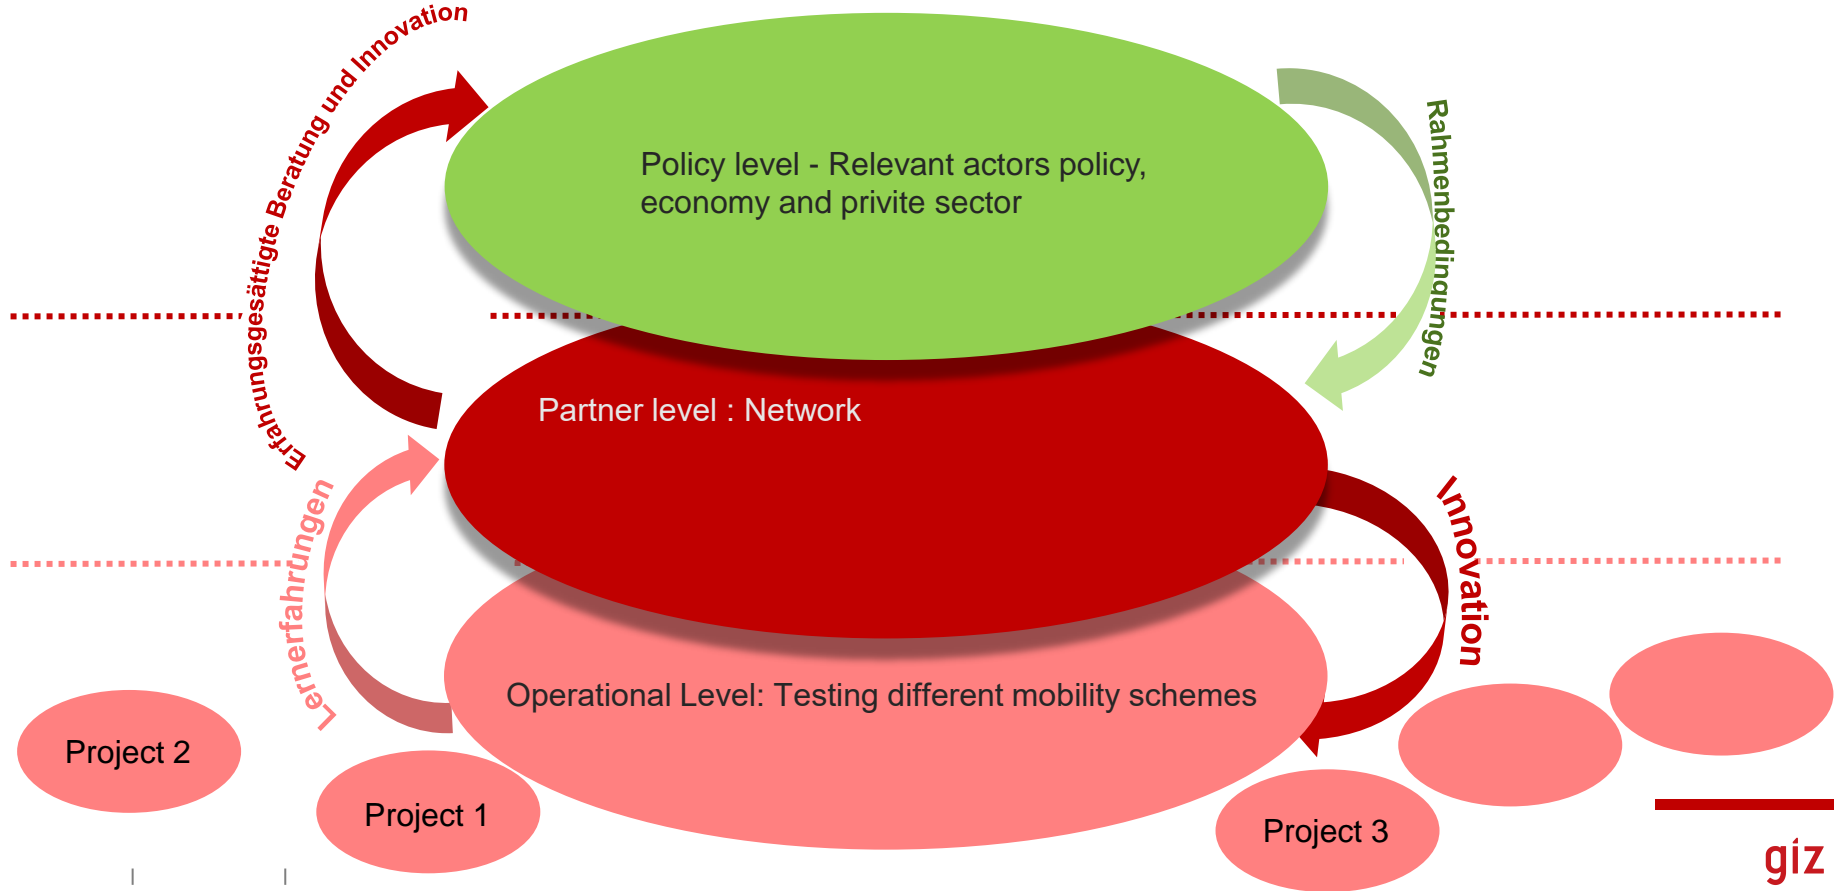 Erfahrungsgesättigte Beratung und Innovation
Policy level - Relevant actors policy,
economy and privite sector
Rahmenbedingungen
Partner level : Network
Lernerfahrungen
Innovation
Operational Level: Testing different mobility schemes
Project 2
Project 1
Project 3
giz